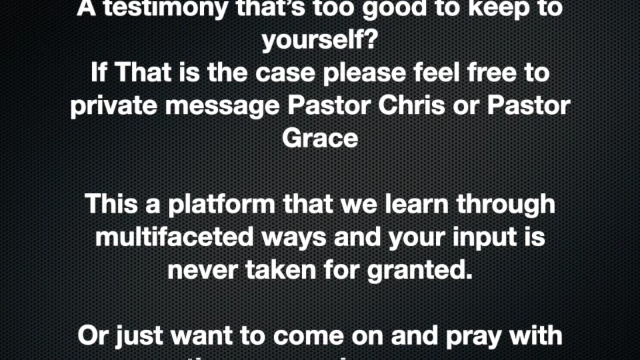 A testimony that's too good to keep to
yourself?
If That is the case please feel free to
private message Pastor Chris or Pastor
Grace
This a platform that we learn through
multifaceted ways and your input is
never taken for granted.
Or just want to come on and pray with